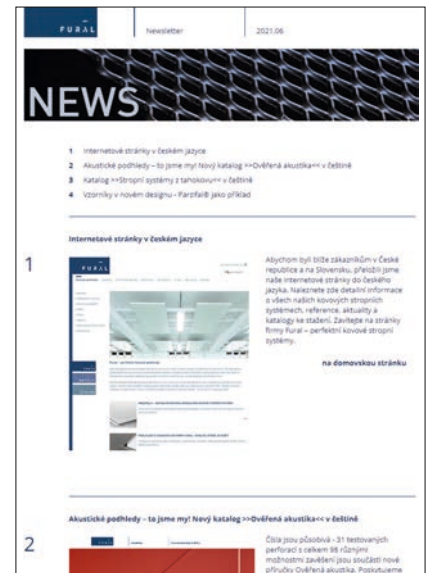 FURAL
Newsletter
2021.06
NEWS
1 Internetové stránky v českém jazyce
2 Akustické podhledy – to jsme my! Nový katalog >>Ověřená akustika<< v češtině
3 Katalog >>Stropní systémy z tahokovu<< v češtině
4 Vzorníky v novém designu - Parzifal® jako příklad
Internetové stránky v českém jazyce
1
FURAL
Abychom byli blíže zákazníkům v České
republice a na Slovensku, přeložili jsme
naše internetové stránky do českého
jazyka. Naleznete zde detailní informace
o všech našich kovových stropních
systémech, reference, aktuality a
katalogy ke stažení. Zavítejte na stránky
firmy Fural – perfektní kovové stropní
systémy.
na domovskou stránku
Akustické podhledy – to jsme my! Nový katalog >>Ověřená akustika<< v češtině
2
Čísla jsou působivá - 31 testovaných
perforací s celkem 96 různými
možnostmi zavěšení jsou součástí nové
příručky Ověřená akustika. Poskytujeme